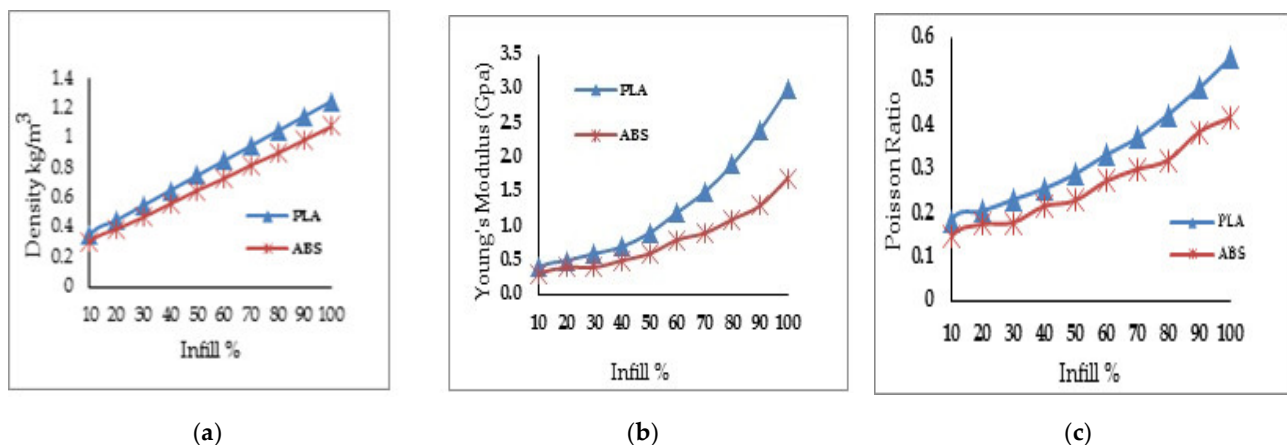 1.4
1.2
1
0.8
0.6
0.4
0.2
0
Density kg/m³
PLA
ABS
10 20 30 40 50 60 70 80 90 100
Infill %
(a)
3.5
3.0
2.5
2.0
1.5
1.0
0.5
0.0
Young's Modulus (Gpa)
PLA
ABS
10 20 30 40 50 60 70 80 90 100
Infill %
(b)
0.6
0.5
0.4
0.3
0.2
0.1
0
Poisson Ratio
PLA
ABS
10 20 30 40 50 60 70 80 90 100
Infill %
(c)